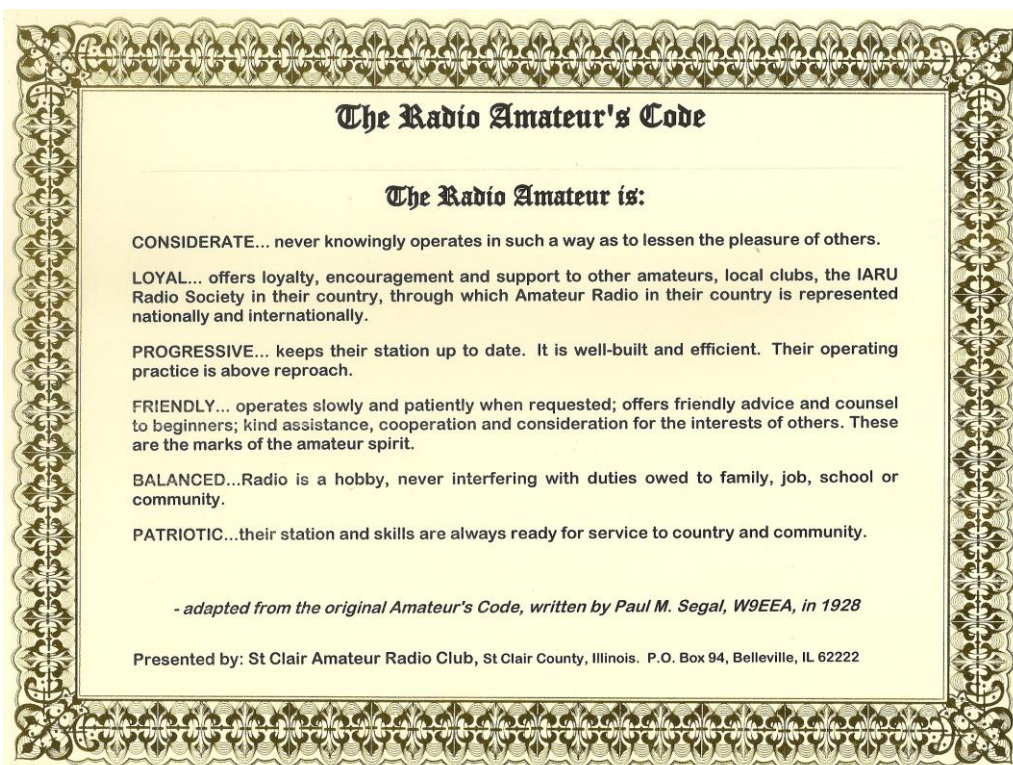 The Radio Amateur's Code
The Radio Amateur is:
CONSIDERATE... never knowingly operates in such a way as to lessen the pleasure of others.
LOYAL... offers loyalty, encouragement and support to other amateurs, local clubs, the IARU
Radio Society in their country, through which Amateur Radio in their country is represented
nationally and internationally.
PROGRESSIVE... keeps their station up to date. It is well-built and efficient. Their operating
practice is above reproach.
FRIENDLY... operates slowly and patiently when requested; offers friendly advice and counsel
to beginners; kind assistance, cooperation and consideration for the interests of others. These
are the marks of the amateur spirit.
BALANCED...Radio is a hobby, never interfering with duties owed to family, job, school or
community.
PATRIOTIC...their station and skills are always ready for service to country and community.
- adapted from the original Amateur's Code, written by Paul M. Segal, W9EEA, in 1928
Presented by: St Clair Amateur Radio Club, St Clair County, Illinois. P.O. Box 94, Belleville, IL 62222